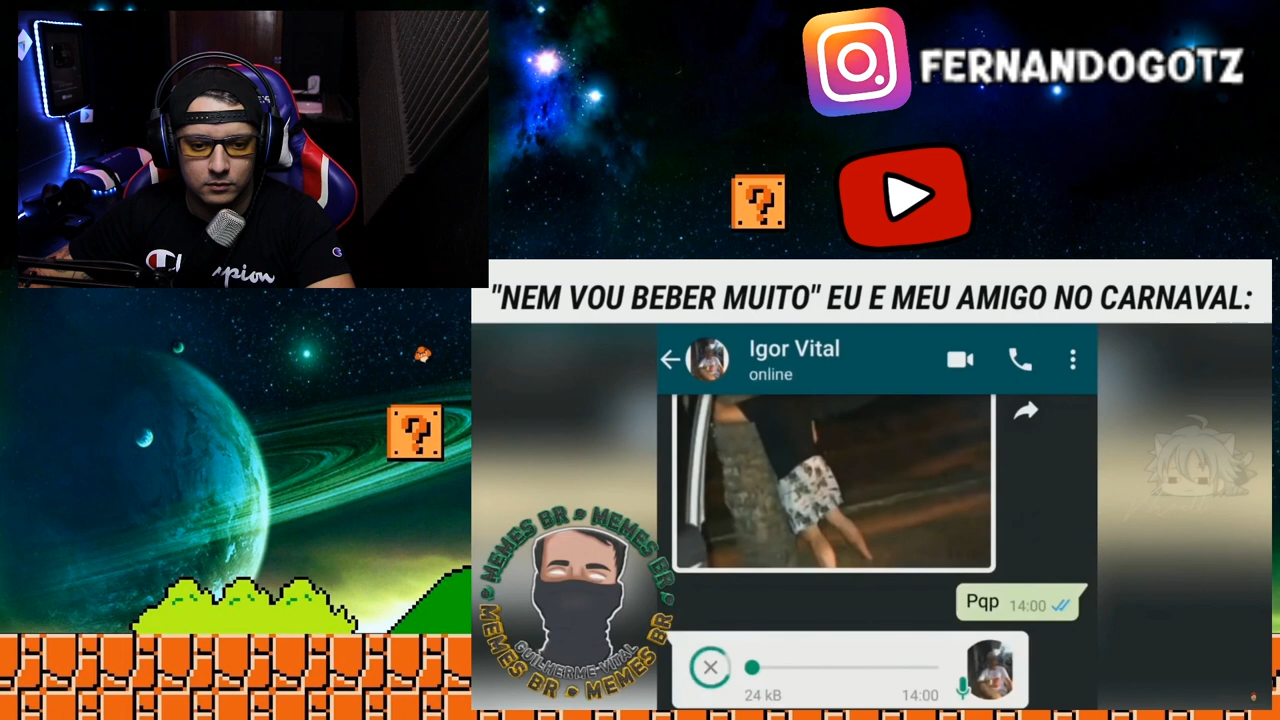 FERNANDOGOTZ
Champion
"NEM VOU BEBER MUITO" EU E MEU AMIGO NO CARNAVAL:
Igor Vital
online
Pqp 14:00
24 kB 14:00
MEMES BR MEMES BR
GUILHERME-VITAL
MEMES BR MEMES BR